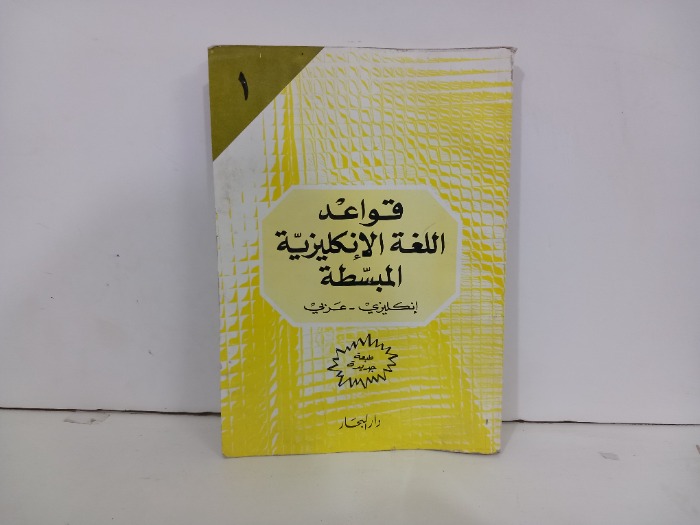 ١
قواعد
اللغة الإنكليزيّة
المبسّطة
إنكليزي - عربي
طبعة
جديدة
دار البحار